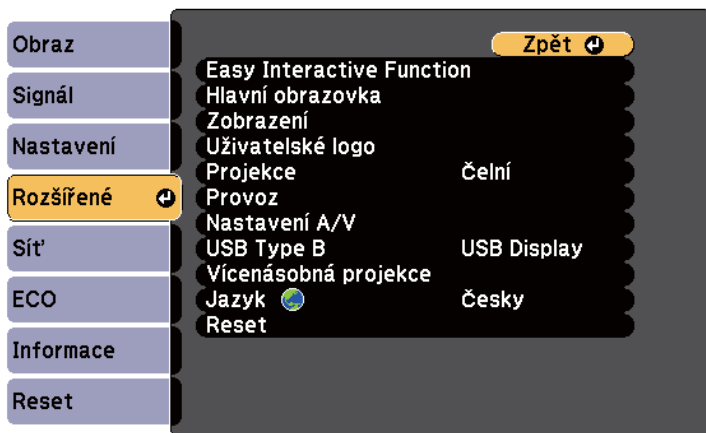 Obraz
Signál
Nastavení
Rozšířené
Síť
ECO
Informace
Reset
Zpět
Easy Interactive Function
Hlavní obrazovka
Zobrazení
Uživatelské logo
Projekce Čelní
Provoz
Nastavení A/V
USB Type B USB Display
Vícenásobná projekce
Jazyk Česky
Reset